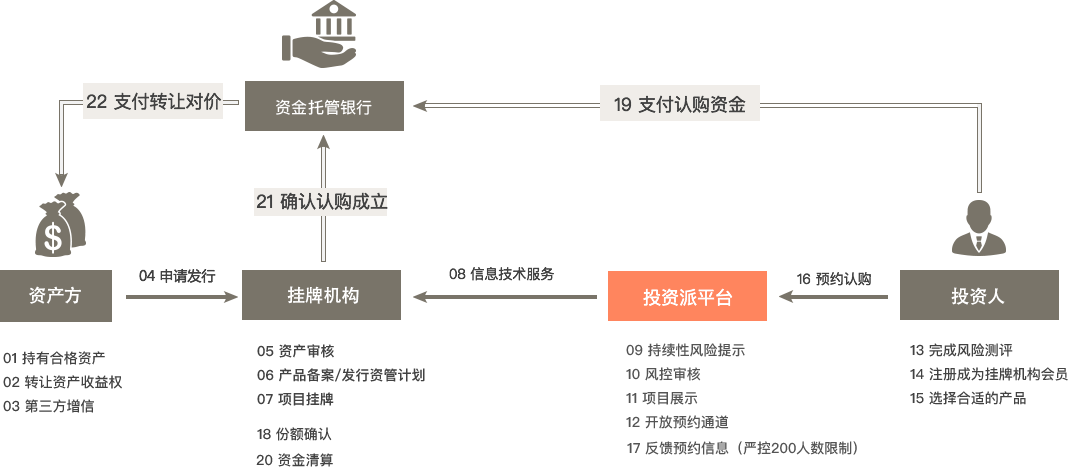 22 支付转让对价
资金托管银行
19 支付认购资金
21 确认认购成立
$
资产方
04 申请发行
挂牌机构
08 信息技术服务
投资派平台
16 预约认购
投资人
01 持有合格资产
02 转让资产收益权
03 第三方增信
05 资产审核
06 产品备案/发行资管计划
07 项目挂牌
18 份额确认
20 资金清算
09 持续性风险提示
10 风控审核
11 项目展示
12 开放预约通道
17 反馈预约信息（严控200人数限制）
13 完成风险测评
14 注册成为挂牌机构会员
15 选择合适的产品